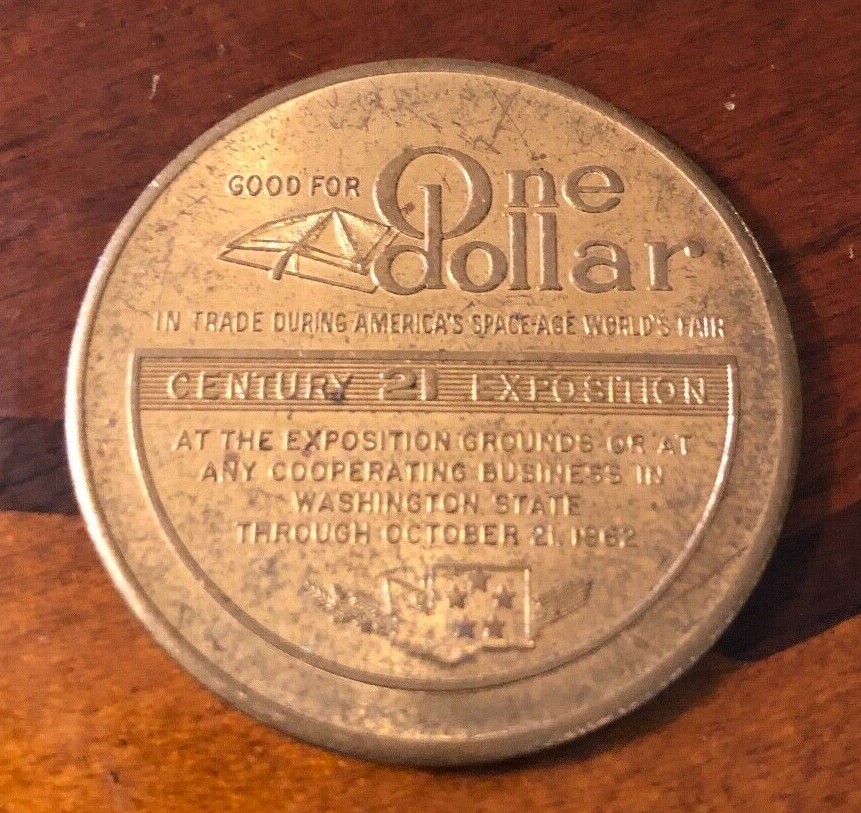 GOOD FOR One dollar
IN TRADE DURING AMERICA'S SPACE-AGE WORLD'S FAIR
CENTURY 21 EXPOSITION
AT THE EXPOSITION GROUNDS OR AT
ANY COOPERATING BUSINESS IN
WASHINGTON STATE
THROUGH OCTOBER 21, 1962